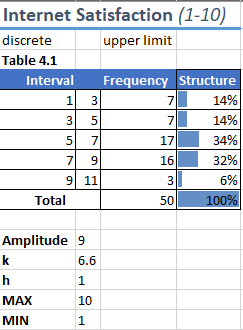 Internet Satisfaction (1-10)
discrete upper limit
Table 4.1
Interval Frequency Structure
1 3 7 14%
3 5 7 14%
5 7 17 34%
7 9 16 32%
9 11 3 6%
Total 50 100%
Amplitude 9
k 6.6
h 1
MAX 10
MIN 1